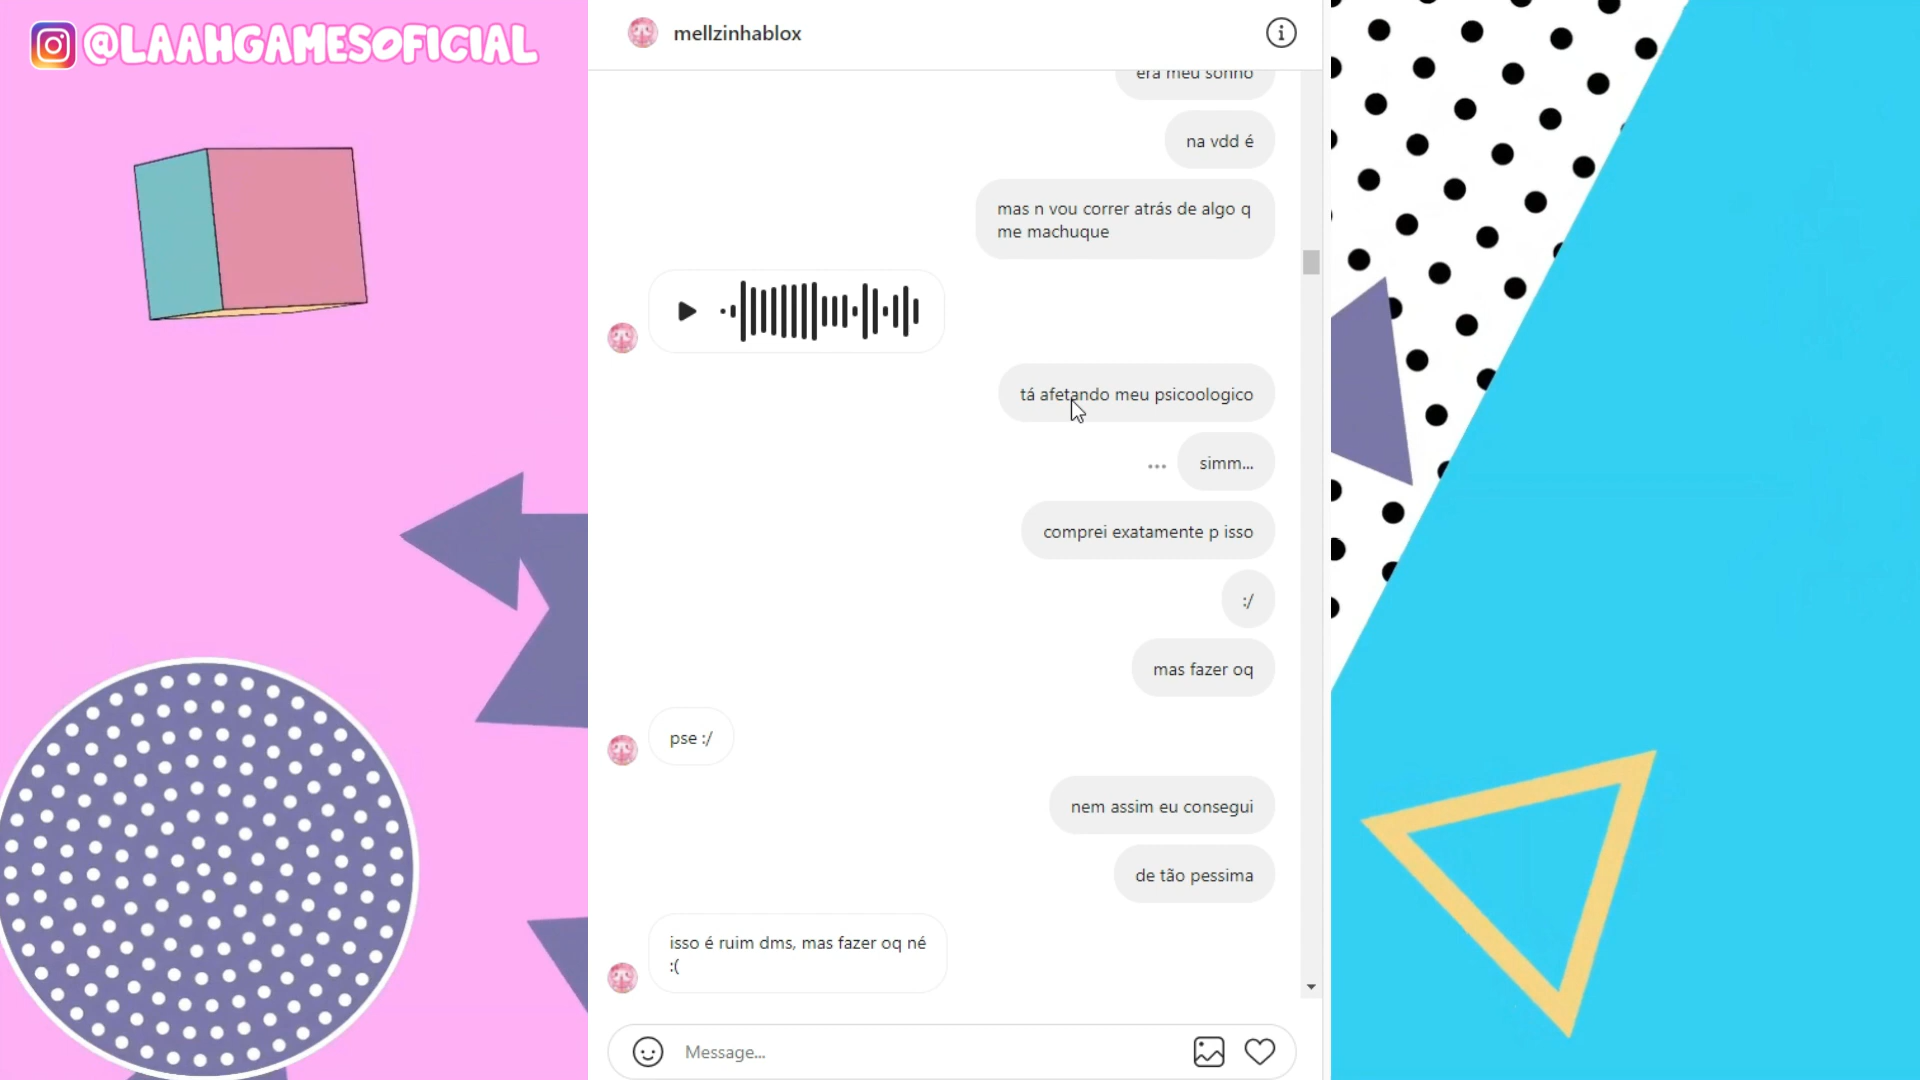 @LAAHGAMESOFICIAL
mellzinhablox
era meu sonho
na vdd é
mas n vou correr atrás de algo q
me machuque
tá afetando meu psicoologico
simm...
comprei exatamente p isso
:/
mas fazer oq
pse :/
nem assim eu consegui
de tão pessima
isso é ruim dms, mas fazer oq né
:(
Message...